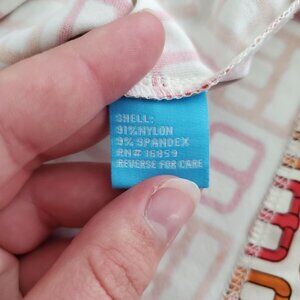 SHELL:
91%NYLON
9% SPANDEX
RN# 16859
REVERSE FOR CARE